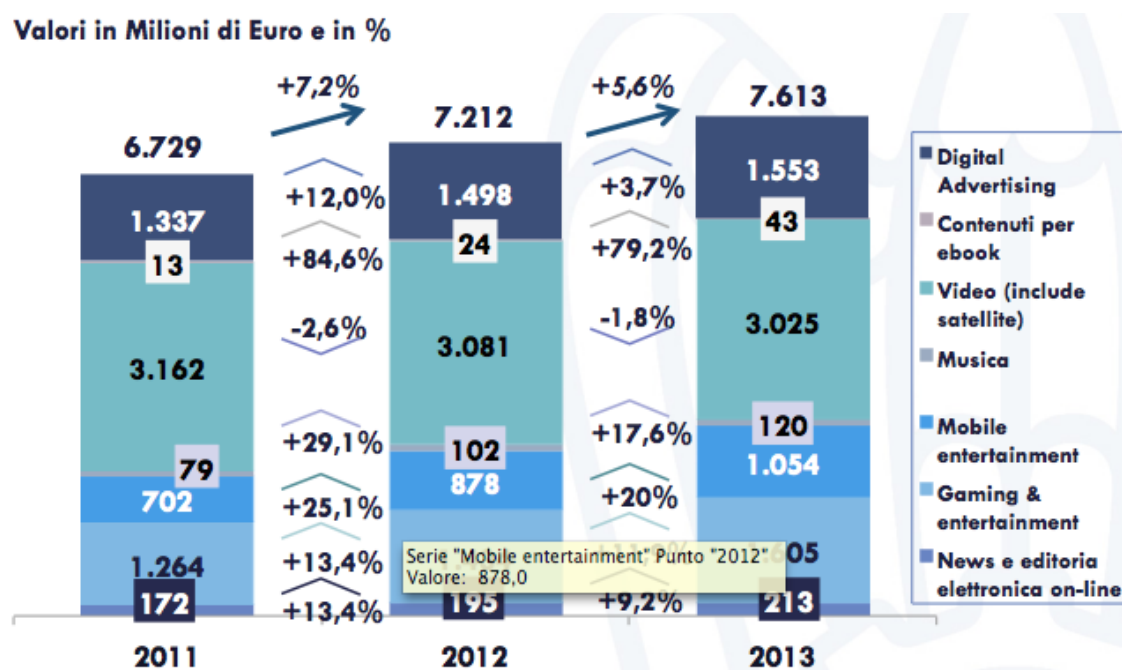 Valori in Milioni di Euro e in %
+7,2%
+5,6%
6.729
7.212
7.613
1.337
+12,0%
1.498
+3,7%
1.553
13
+84,6%
24
+79,2%
43
3.162
-2,6%
3.081
-1,8%
3.025
79
+29,1%
102
+17,6%
120
702
+25,1%
878
+20%
1.054
1.264
+13,4%
Serie "Mobile entertainment" Punto "2012"
Valore: 878,0
172
+13,4%
195
+9,2%
213
2011
2012
2013
Digital
Advertising
Contenuti per
ebook
Video (include
satellite)
Musica
Mobile
entertainment
Gaming &
entertainment
News e editoria
elettronica on-line